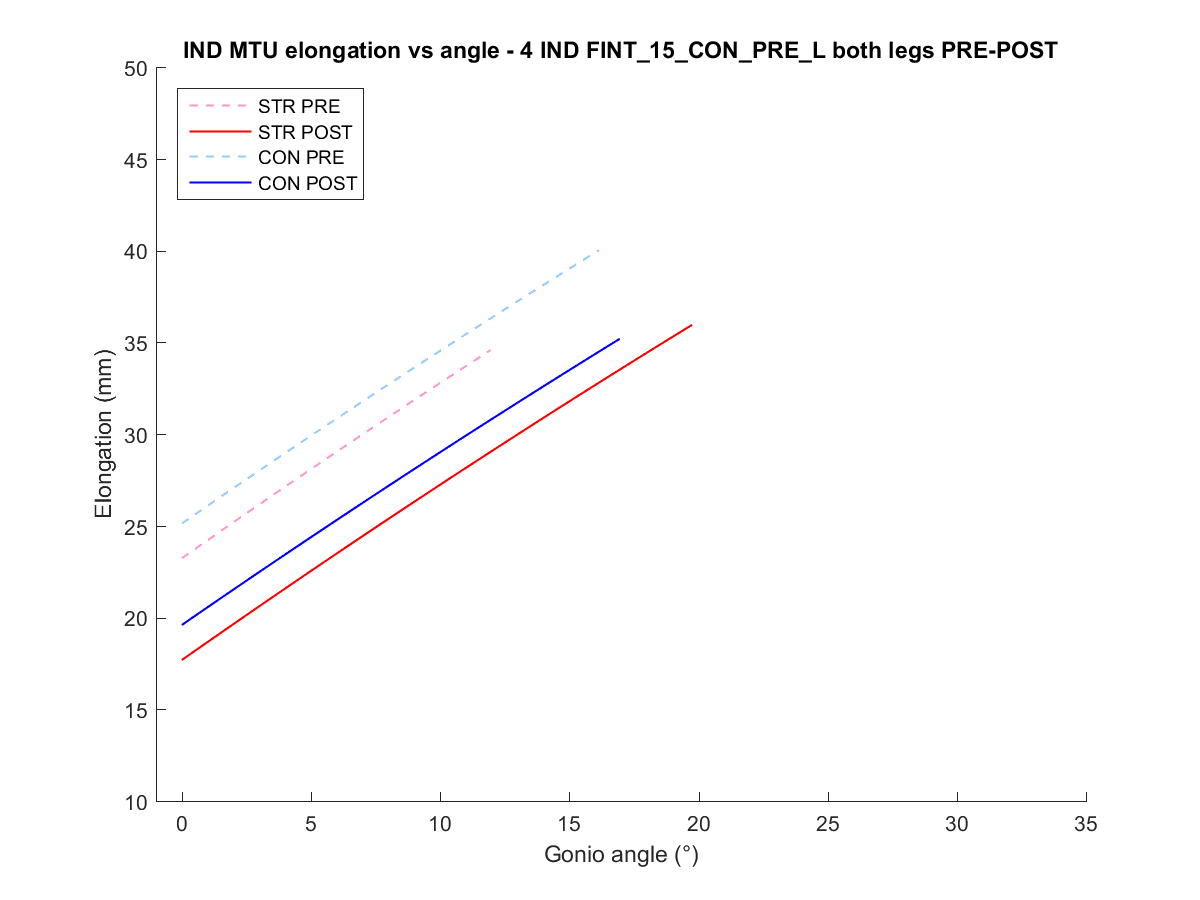 IND MTU elongation vs angle - 4 IND FINT_15_CON_PRE_L both legs PRE-POST
50
45
40
35
30
25
20
15
10
Elongation (mm)
STR PRE
STR POST
CON PRE
CON POST
0 5 10 15 20 25 30 35
Gonio angle (°)